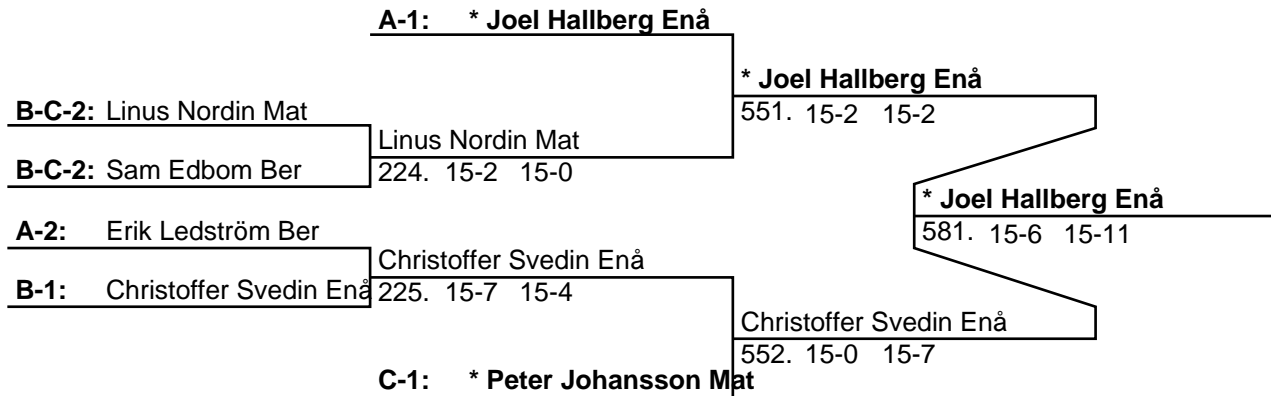 A-1: * Joel Hallberg Enå
* Joel Hallberg Enå
551. 15-2 15-2
B-C-2: Linus Nordin Mat
Linus Nordin Mat
224. 15-2 15-0
B-C-2: Sam Edbom Ber
* Joel Hallberg Enå
581. 15-6 15-11
A-2: Erik Ledström Ber
Christoffer Svedin Enå
225. 15-7 15-4
B-1: Christoffer Svedin Enå
Christoffer Svedin Enå
552. 15-0 15-7
C-1: * Peter Johansson Mat